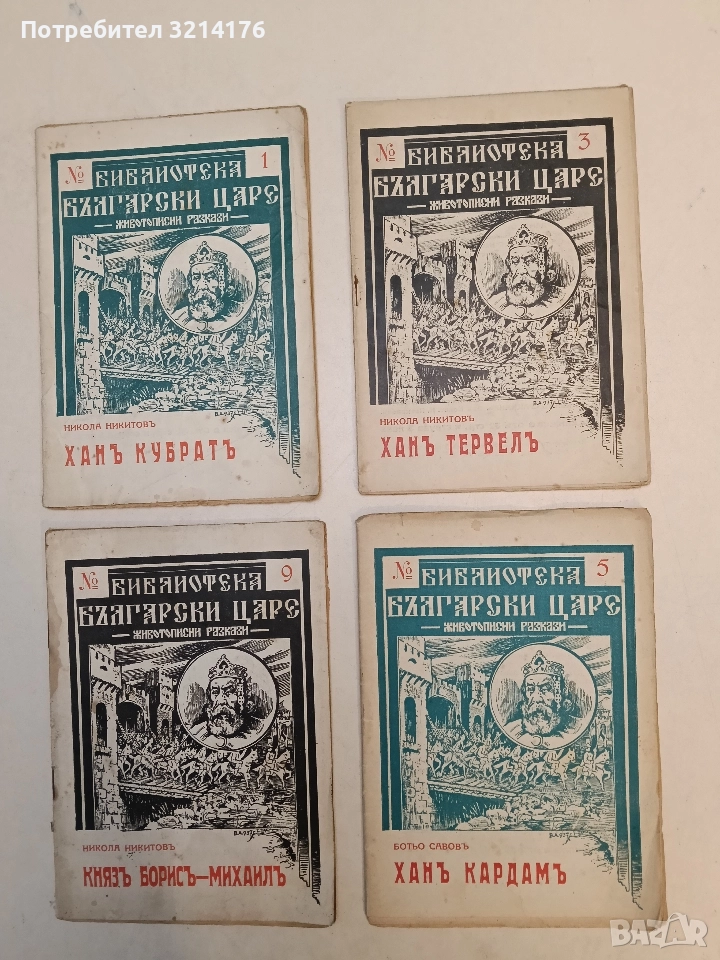 Потребител 3214176
№ 1
БИБЛИОТЕКА
БЪЛГАРСКИ ЦАРЕ
ЖИВОТОПИСНИ РАЗКАЗИ
НИКОЛА НИКИТОВЪ
ХАНЪ КУБРАТЪ
№ 3
БИБЛИОТЕКА
БЪЛГАРСКИ ЦАРЕ
ЖИВОТОПИСНИ РАЗКАЗИ
НИКОЛА НИКИТОВЪ
ХАНЪ ТЕРВЕЛЪ
№ 9
БИБЛИОТЕКА
БЪЛГАРСКИ ЦАРЕ
ЖИВОТОПИСНИ РАЗКАЗИ
НИКОЛА НИКИТОВЪ
КНЯЗЪ БОРИСЪ—МИХАИЛЪ
№ 5
БИБЛИОТЕКА
БЪЛГАРСКИ ЦАРЕ
ЖИВОТОПИСНИ РАЗКАЗИ
БОТЬО САВОВЪ
ХАНЪ КАРДАМЪ
BAZAR